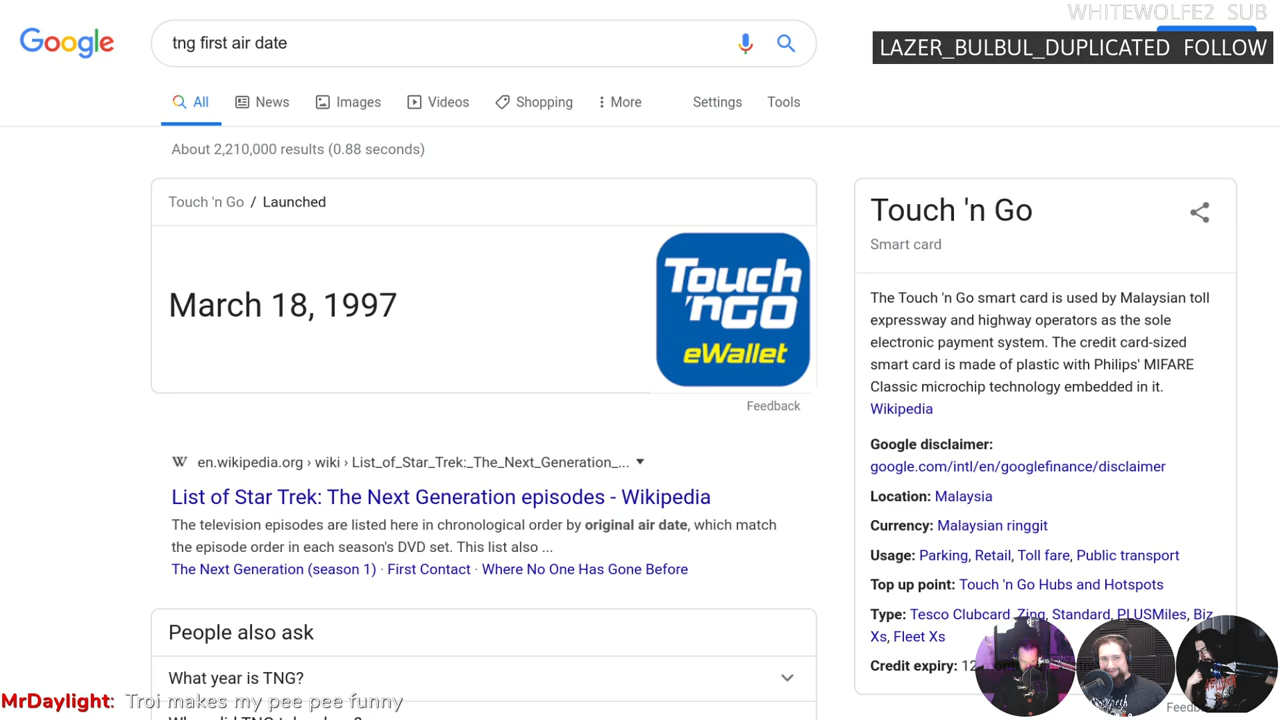 WHITEWOLFE2 SUB
LAZER_BULBUL_DUPLICATED FOLLOW
Google
tng first air date
All
News
Images
Videos
Shopping
More
Settings
Tools
About 2,210,000 results (0.88 seconds)
Touch 'n Go / Launched
March 18, 1997
Touch
'nGO
eWallet
Feedback
en.wikipedia.org › wiki › List_of_Star_Trek:_The_Next_Generation_...
List of Star Trek: The Next Generation episodes - Wikipedia
The television episodes are listed here in chronological order by original air date, which match
the episode order in each season's DVD set. This list also ...
The Next Generation (season 1) · First Contact · Where No One Has Gone Before
People also ask
What year is TNG?
Touch 'n Go
Smart card
The Touch 'n Go smart card is used by Malaysian toll
expressway and highway operators as the sole
electronic payment system. The credit card-sized
smart card is made of plastic with Philips' MIFARE
Classic microchip technology embedded in it.
Wikipedia
Google disclaimer:
google.com/intl/en/googlefinance/disclaimer
Location: Malaysia
Currency: Malaysian ringgit
Usage: Parking, Retail, Toll fare, Public transport
Top up point: Touch 'n Go Hubs and Hotspots
Type: Tesco Clubcard, Zing, Standard, PLUSMiles, Biz
Xs, Fleet Xs
Credit expiry: 12
MrDaylight: Troi makes my pee pee funny